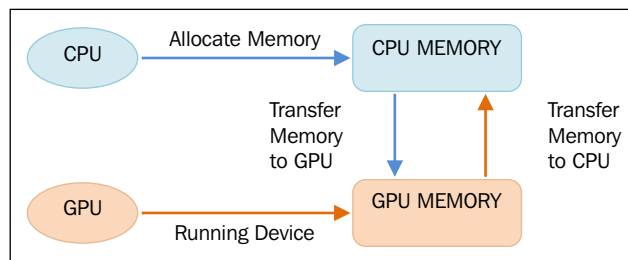 CPU
Allocate Memory
CPU MEMORY
Transfer
Memory
to GPU
Transfer
Memory
to CPU
GPU
Running Device
GPU MEMORY